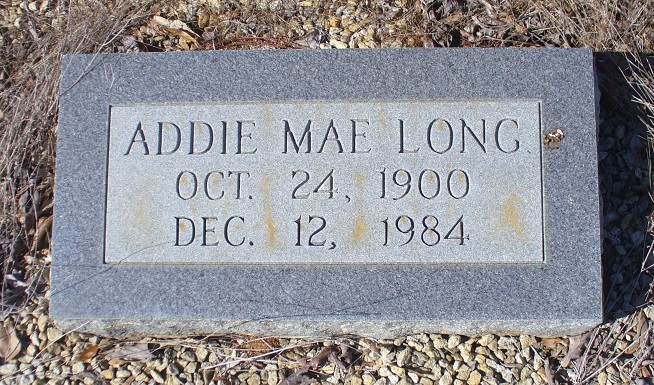 ADDIE MAE LONG
OCT. 24, 1900
DEC. 12, 1984